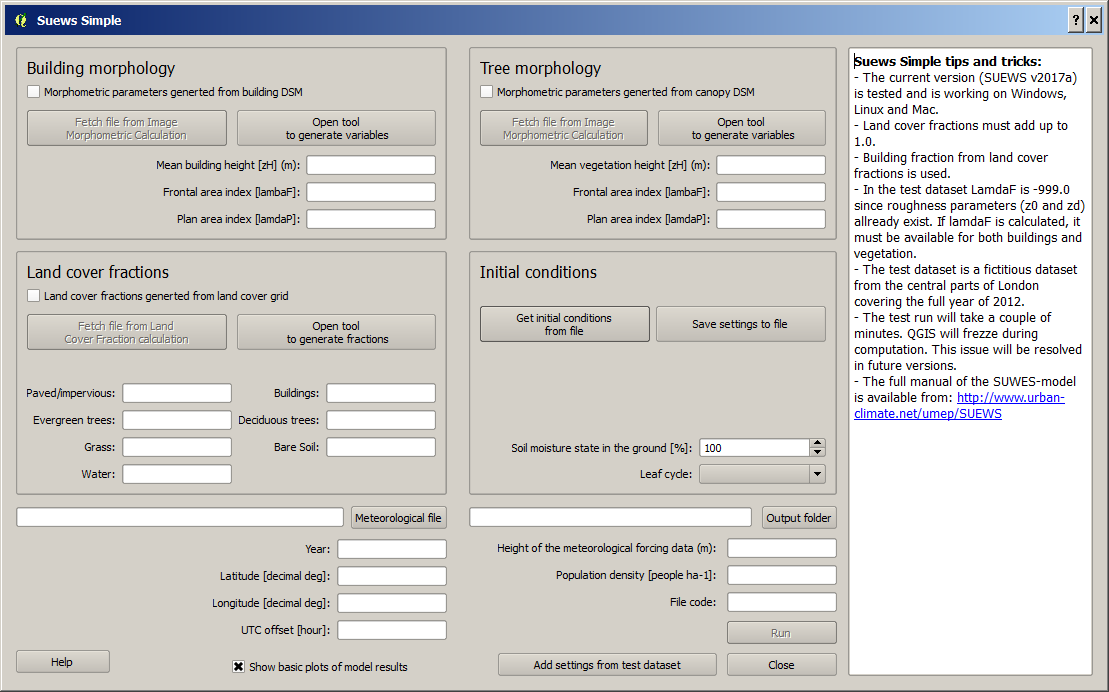 Suews Simple
Building morphology
Morphometric parameters generted from building DSM
Fetch file from Image
Morphometric Calculation
Open tool
to generate variables
Mean building height [zH] (m):
Frontal area index [lambaF]:
Plan area index [lamdaP]:
Tree morphology
Morphometric parameters generted from canopy DSM
Fetch file from Image
Morphometric Calculation
Open tool
to generate variables
Mean vegetation height [zH] (m):
Frontal area index [lambaF]:
Plan area index [lamdaP]:
Land cover fractions
Land cover fractions generted from land cover grid
Fetch file from Land
Cover Fraction calculation
Open tool
to generate fractions
Paved/impervious:
Buildings:
Evergreen trees:
Deciduous trees:
Grass:
Bare Soil:
Water:
Initial conditions
Get initial conditions
from file
Save settings to file
Soil moisture state in the ground [%]:
100
Leaf cycle:
Meteorological file
Year:
Latitude [decimal deg]:
Longitude [decimal deg]:
UTC offset [hour]:
Help
Show basic plots of model results
Output folder
Height of the meteorological forcing data (m):
Population density [people ha-1]:
File code:
Run
Add settings from test dataset
Close
Suews Simple tips and tricks:
- The current version (SUEWS v2017a)
is tested and is working on Windows,
Linux and Mac.
- Land cover fractions must add up to
1.0.
- Building fraction from land cover
fractions is used.
- In the test dataset LamdaF is -999.0
since roughness parameters (z0 and zd)
allready exist. If lamdaF is calculated, it
must be available for both buildings and
vegetation.
- The test dataset is a fictitious dataset
from the central parts of London
covering the full year of 2012.
- The test run will take a couple of
minutes. QGIS will frezze during
computation. This issue will be resolved
in future versions.
- The full manual of the SUWES-model
is available from: http://www.urban-
climate.net/umep/SUEWS